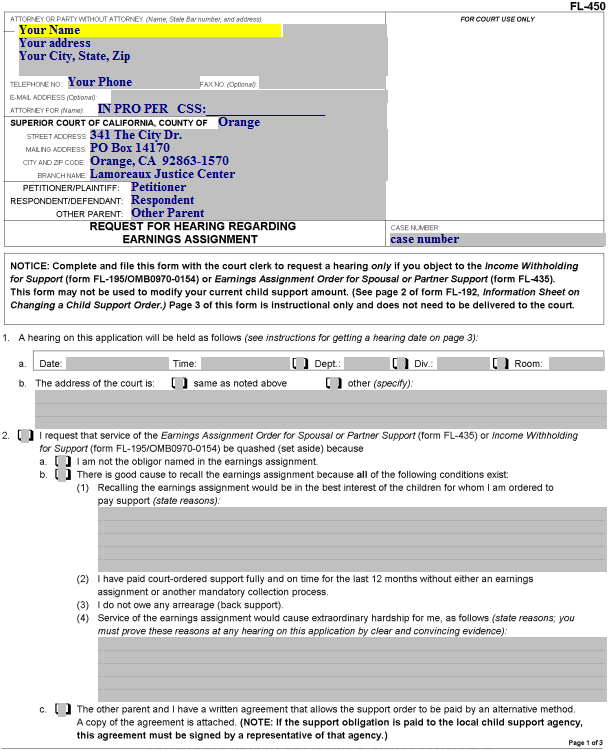 FL-450
ATTORNEY OR PARTY WITHOUT ATTORNEY (Name, State Bar number, and address):
FOR COURT USE ONLY
Your Name
Your address
Your City, State, Zip
TELEPHONE NO.: Your Phone FAX NO. (Optional):
E-MAIL ADDRESS (Optional):
ATTORNEY FOR (Name): IN PRO PER CSS:
SUPERIOR COURT OF CALIFORNIA, COUNTY OF Orange
STREET ADDRESS: 341 The City Dr.
MAILING ADDRESS: PO Box 14170
CITY AND ZIP CODE: Orange, CA 92863-1570
BRANCH NAME: Lamoreaux Justice Center
PETITIONER/PLAINTIFF: Petitioner
RESPONDENT/DEFENDANT: Respondent
OTHER PARENT: Other Parent
REQUEST FOR HEARING REGARDING
EARNINGS ASSIGNMENT
CASE NUMBER:
case number
NOTICE: Complete and file this form with the court clerk to request a hearing only if you object to the Income Withholding
for Support (form FL-195/OMB0970-0154) or Earnings Assignment Order for Spousal or Partner Support (form FL-435).
This form may not be used to modify your current child support amount. (See page 2 of form FL-192, Information Sheet on
Changing a Child Support Order.) Page 3 of this form is instructional only and does not need to be delivered to the court.
1. A hearing on this application will be held as follows (see instructions for getting a hearing date on page 3):
a. Date: Time: Dept.: Div.: Room:
b. The address of the court is: same as noted above other (specify):
2. I request that service of the Earnings Assignment Order for Spousal or Partner Support (form FL-435) or Income Withholding
for Support (form FL-195/OMB0970-0154) be quashed (set aside) because
a. I am not the obligor named in the earnings assignment.
b. There is good cause to recall the earnings assignment because all of the following conditions exist:
(1) Recalling the earnings assignment would be in the best interest of the children for whom I am ordered to
pay support (state reasons):
(2) I have paid court-ordered support fully and on time for the last 12 months without either an earnings
assignment or another mandatory collection process.
(3) I do not owe any arrearage (back support).
(4) Service of the earnings assignment would cause extraordinary hardship for me, as follows (state reasons; you
must prove these reasons at any hearing on this application by clear and convincing evidence):
c. The other parent and I have a written agreement that allows the support order to be paid by an alternative method.
A copy of the agreement is attached. (NOTE: If the support obligation is paid to the local child support agency,
this agreement must be signed by a representative of that agency.)
Page 1 of 3